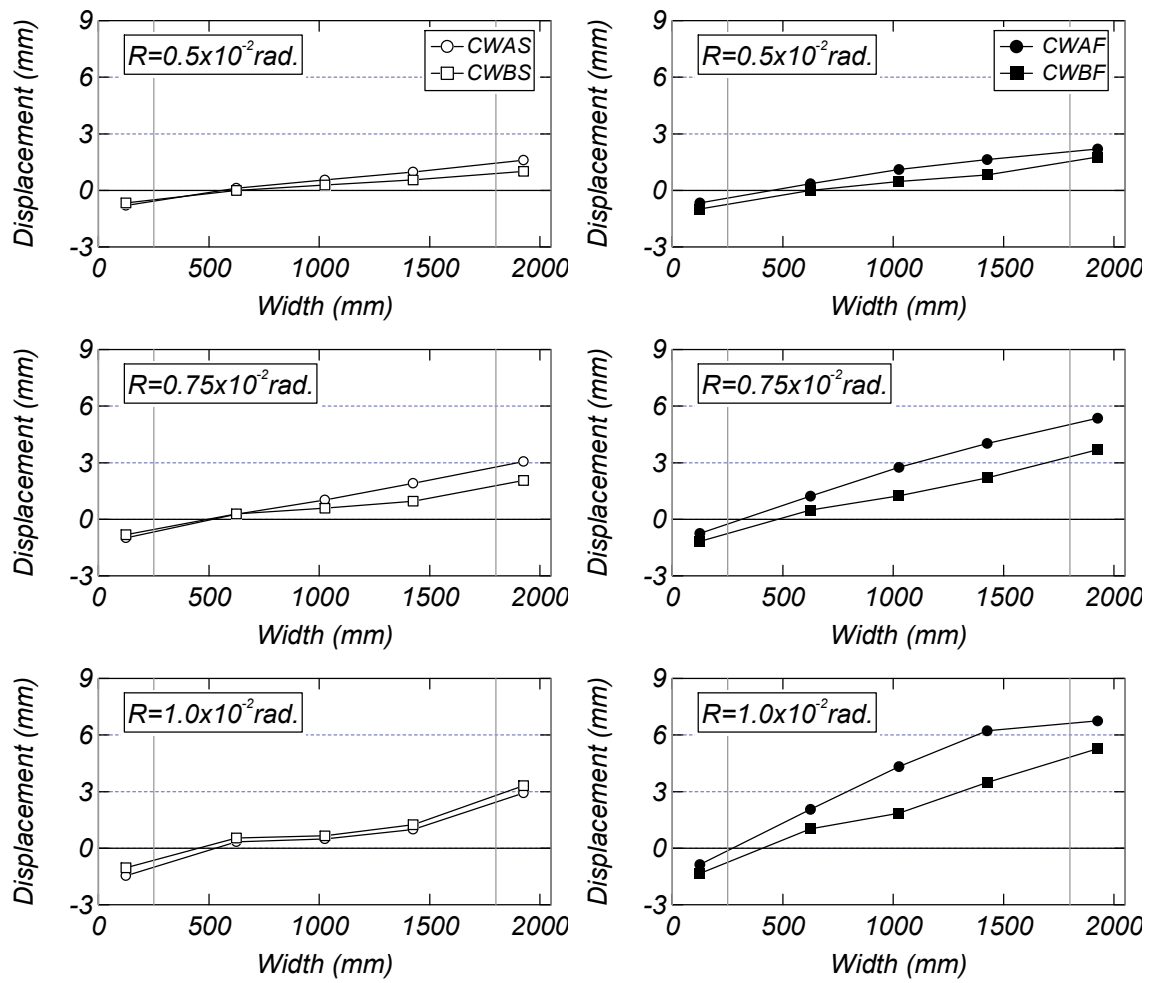 9
6
3
0
-3
Displacement (mm)
R=0.5x10-2rad.
CWAS
CWBS
0 500 1000 1500 2000
Width (mm)
9
6
3
0
-3
Displacement (mm)
R=0.5x10-2rad.
CWAF
CWBF
0 500 1000 1500 2000
Width (mm)
9
6
3
0
-3
Displacement (mm)
R=0.75x10-2rad.
0 500 1000 1500 2000
Width (mm)
9
6
3
0
-3
Displacement (mm)
R=0.75x10-2rad.
0 500 1000 1500 2000
Width (mm)
9
6
3
0
-3
Displacement (mm)
R=1.0x10-2rad.
0 500 1000 1500 2000
Width (mm)
9
6
3
0
-3
Displacement (mm)
R=1.0x10-2rad.
0 500 1000 1500 2000
Width (mm)